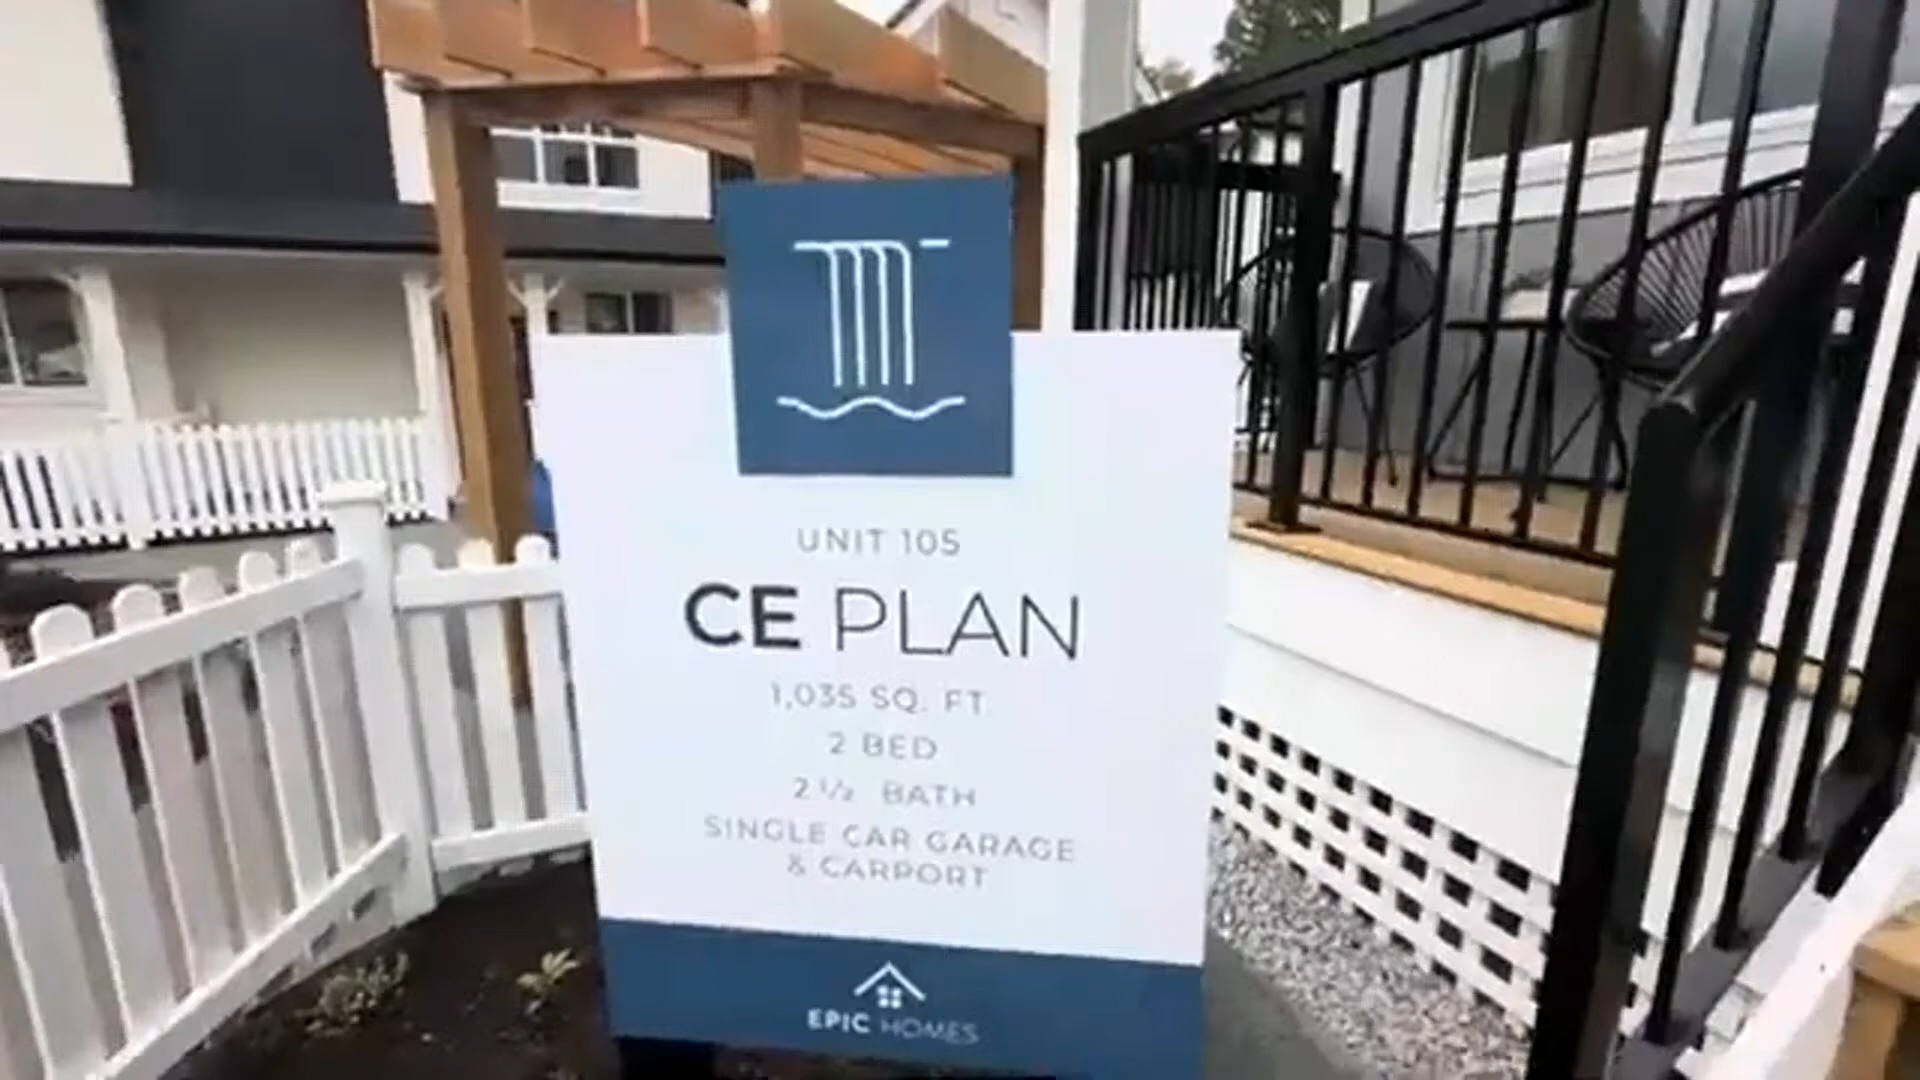 UNIT 105
CE PLAN
1,035 SQ. FT.
2 BED
2 1/2 BATH
SINGLE CAR GARAGE
& CARPORT
EPIC HOMES